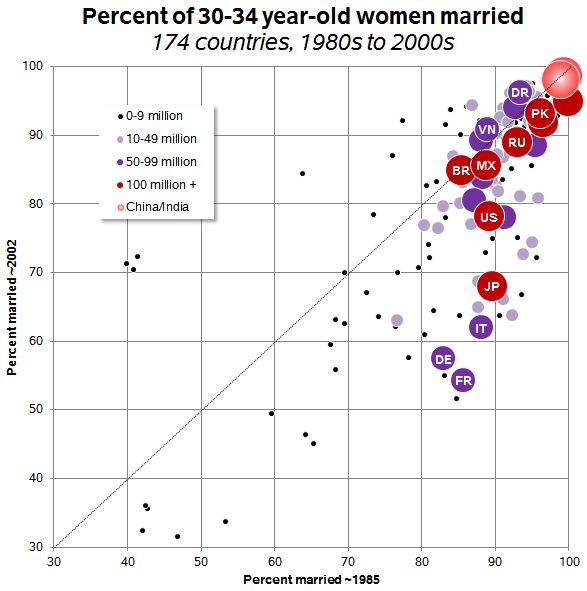 Percent of 30-34 year-old women married
174 countries, 1980s to 2000s
100
90
80
70
60
50
40
30
Percent married ~2002
0-9 million
10-49 million
50-99 million
100 million +
China/India
DR
PK
VN
RU
BR
MX
US
JP
IT
DE
FR
30
40
50
60
70
80
90
100
Percent married ~1985